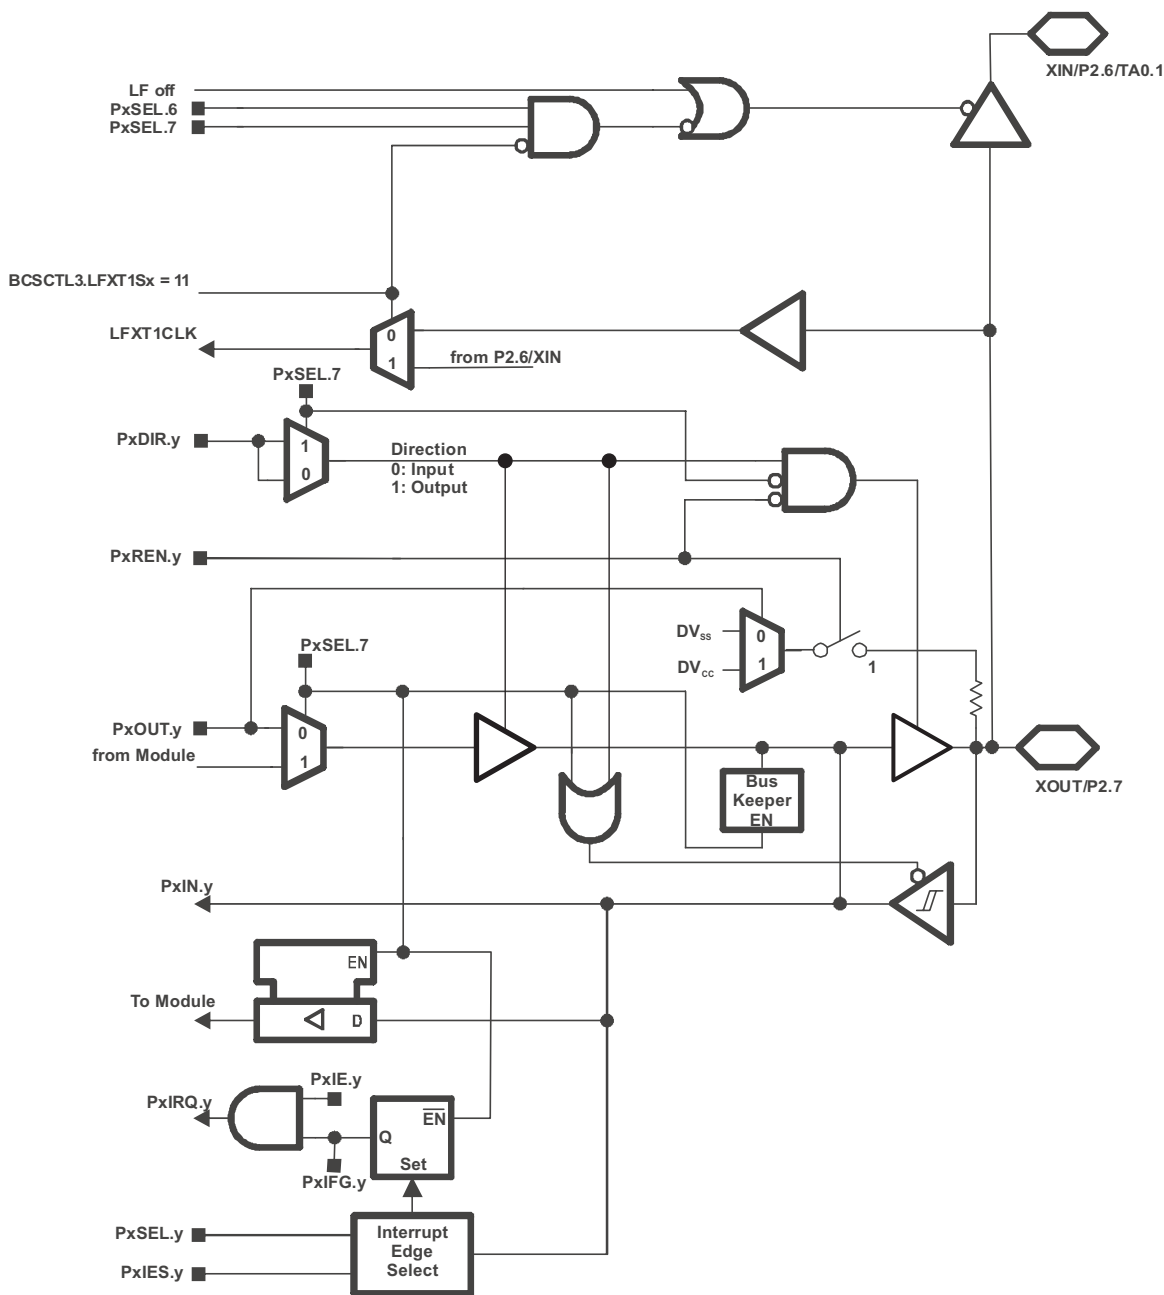 XIN/P2.6/TA0.1
LF off
PxSEL.6
PxSEL.7
BCSCTL3.LFXT1Sx = 11
LFXT1CLK
0
1
from P2.6/XIN
PxSEL.7
PxDIR.y
1
0
Direction
0: Input
1: Output
PxREN.y
DVSS
DVCC
0
1
1
PxSEL.7
PxOUT.y
from Module
0
1
Bus
Keeper
EN
XOUT/P2.7
PxIN.y
EN
To Module
D
PxIE.y
PxIRQ.y
EN
Q
Set
PxIFG.y
PxSEL.y
PxIES.y
Interrupt
Edge
Select